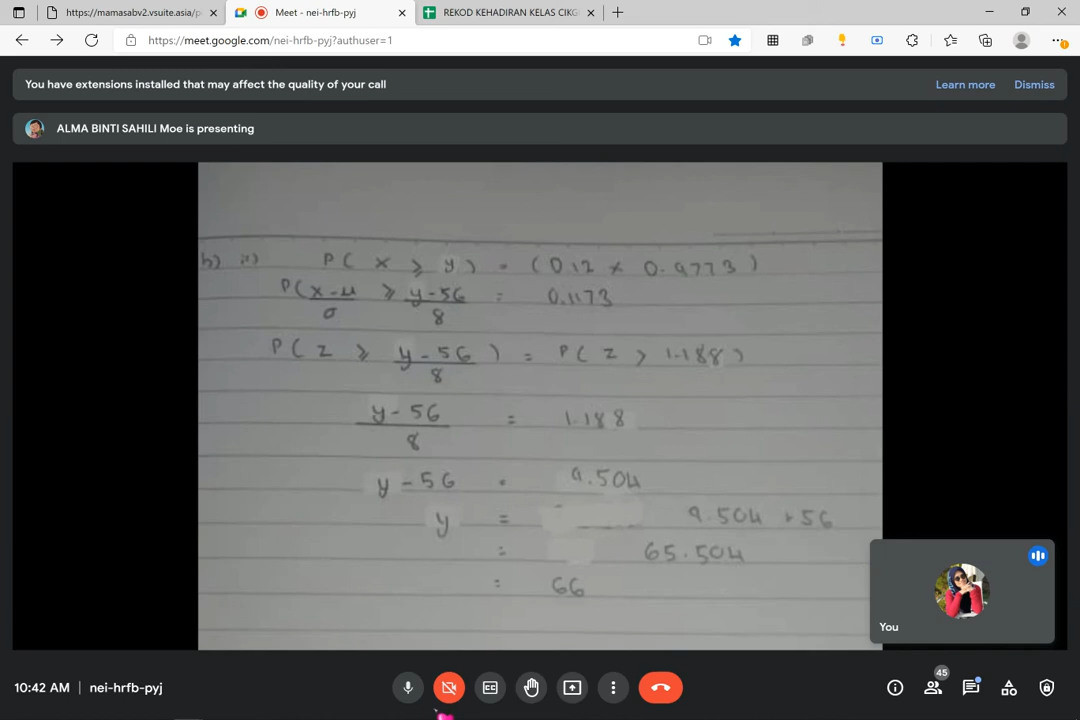 https://mamasabv2.vsuite.asia/p
Meet - nei-hrfb-pyj
REKOD KEHADIRAN KELAS CIKG
https://meet.google.com/nei-hrfb-pyj?authuser=1
You have extensions installed that may affect the quality of your call
Learn more
Dismiss
ALMA BINTI SAHILI Moe is presenting
b) ii) P( x ≥ y ) = (0.12 × 0.9773)
P(x-μ/σ ≥ y-56/8 = 0.1173
P( z ≥ y-56/8 ) = P( z > 1.188)
y-56/8 = 1.188
y - 56 = 9.504
y = 9.504 + 56
= 65.504
= 66
You
10:42 AM | nei-hrfb-pyj
45